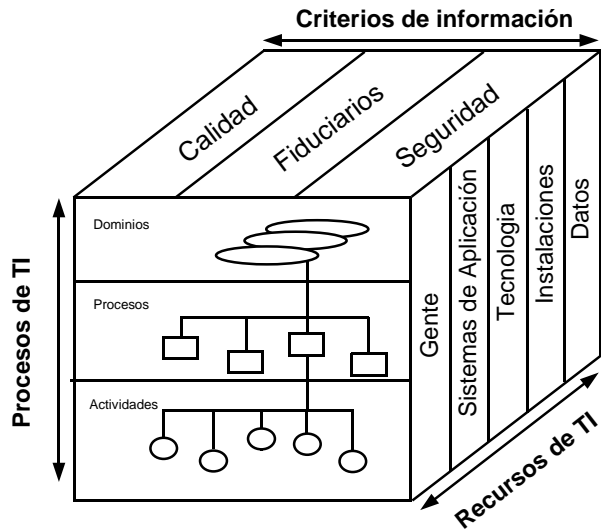 Criterios de información
Calidad
Fiduciarios
Seguridad
Procesos de TI
Dominios
Procesos
Actividades
Gente
Sistemas de Aplicación
Tecnologia
Instalaciones
Datos
Recursos de TI